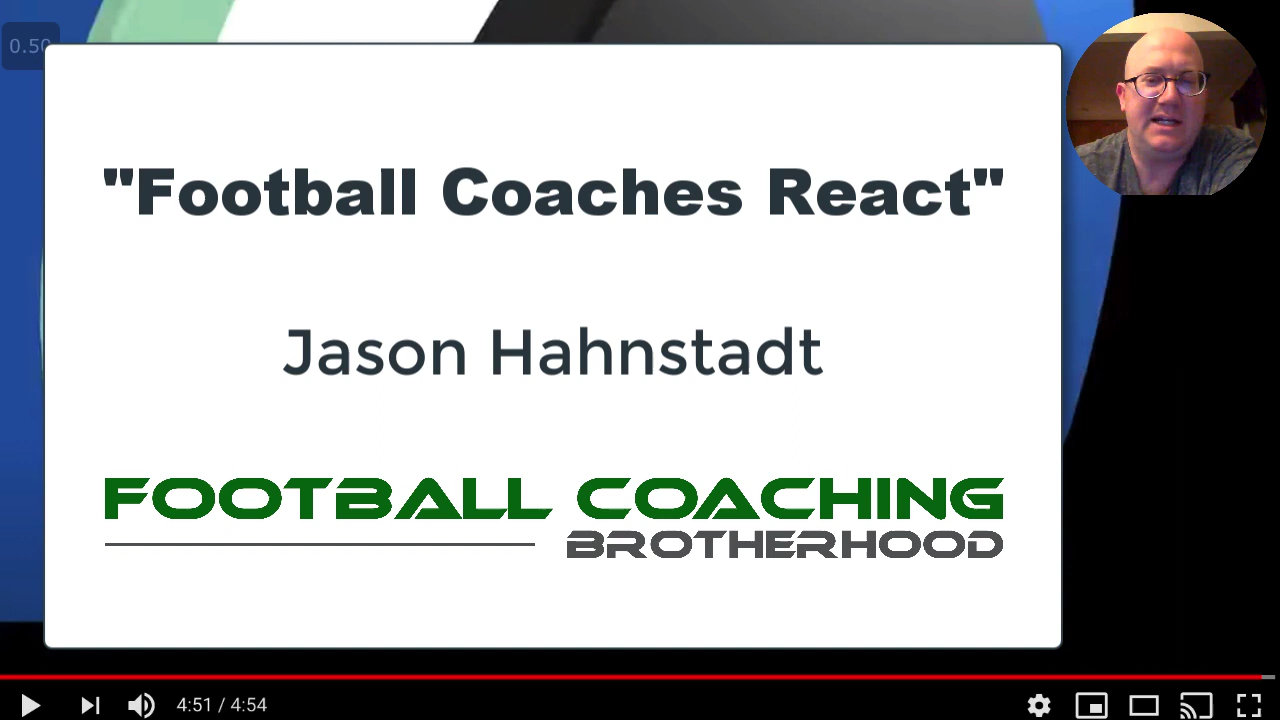 0.50
"Football Coaches React"
Jason Hahnstadt
FOOTBALL COACHING
BROTHERHOOD
4:51 / 4:54